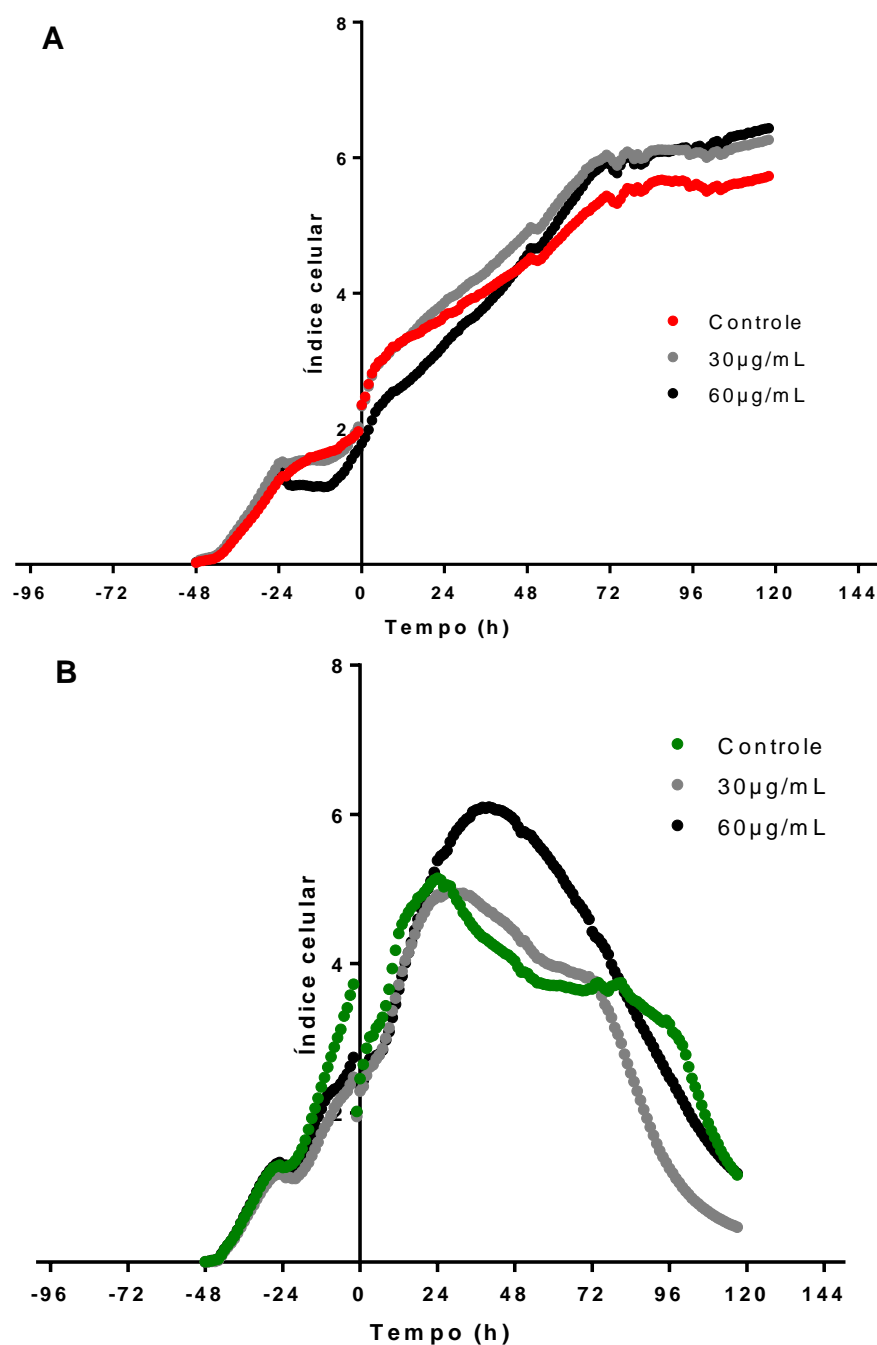 A
8
6
4
2
Índice celular
Controle
30µg/mL
60µg/mL
-96 -72 -48 -24 0 24 48 72 96 120 144
Tempo (h)
B
8
6
4
2
Índice celular
Controle
30µg/mL
60µg/mL
-96 -72 -48 -24 0 24 48 72 96 120 144
Tempo (h)